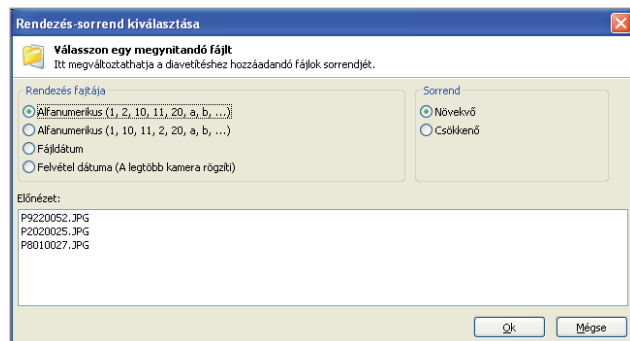 Rendezés-sorrend kiválasztása
Válasszon egy megynitandó fájlt
Itt megváltoztathatja a diavetítéshez hozzáadandó fájlok sorrendjét.
Rendezés fajtája
Alfanumerikus (1, 2, 10, 11, 20, a, b, ...)
Alfanumerikus (1, 10, 11, 2, 20, a, b, ...)
Fájldátum
Felvétel dátuma (A legtöbb kamera rögzíti)
Sorrend
Növekvő
Csökkenő
Előnézet:
P9220052.JPG
P2020025.JPG
P8010027.JPG
Ok
Mégse